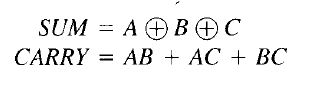 SUM = A ⊕ B ⊕ C
CARRY = AB + AC + BC